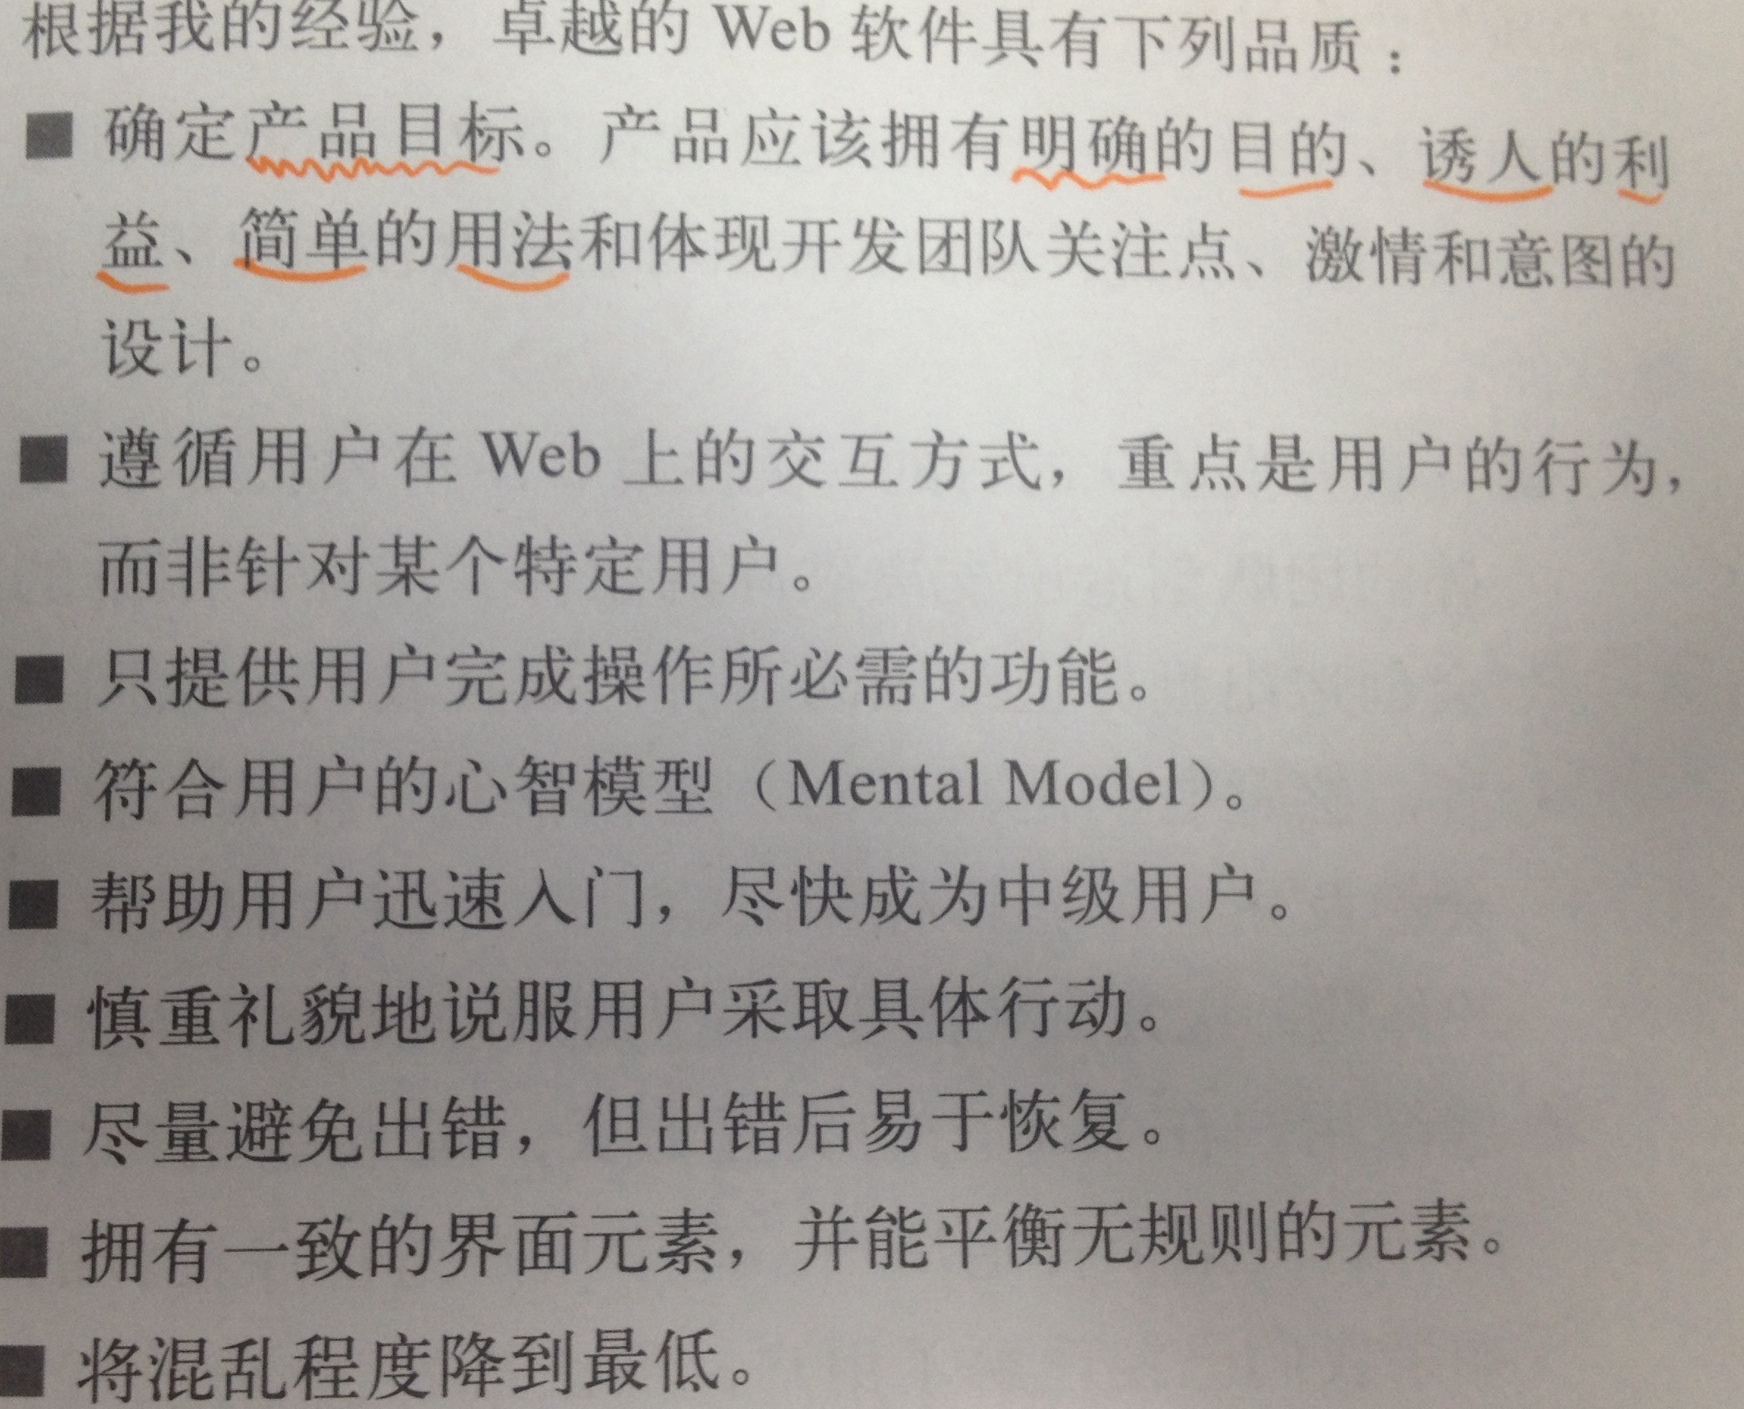 根据我的经验，卓越的 Web 软件具有下列品质：
■ 确定产品目标。产品应该拥有明确的目的、诱人的利
益、简单的用法和体现开发团队关注点、激情和意图的
设计。
■ 遵循用户在 Web 上的交互方式，重点是用户的行为，
而非针对某个特定用户。
■ 只提供用户完成操作所必需的功能。
■ 符合用户的心智模型（Mental Model）。
■ 帮助用户迅速入门，尽快成为中级用户。
■ 慎重礼貌地说服用户采取具体行动。
■ 尽量避免出错，但出错后易于恢复。
■ 拥有一致的界面元素，并能平衡无规则的元素。
■ 将混乱程度降到最低。